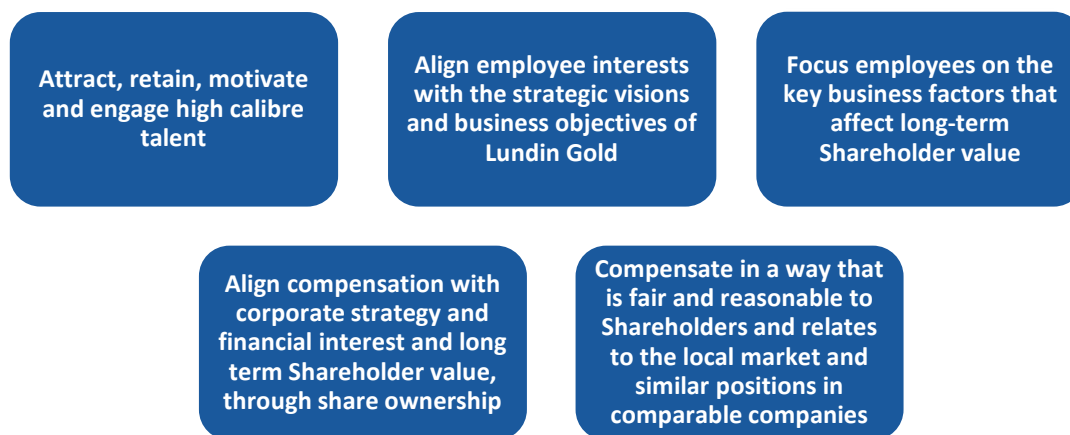 Attract, retain, motivate
and engage high calibre
talent
Align employee interests
with the strategic visions
and business objectives of
Lundin Gold
Focus employees on the
key business factors that
affect long-term
Shareholder value
Align compensation with
corporate strategy and
financial interest and long
term Shareholder value,
through share ownership
Compensate in a way that
is fair and reasonable to
Shareholders and relates
to the local market and
similar positions in
comparable companies